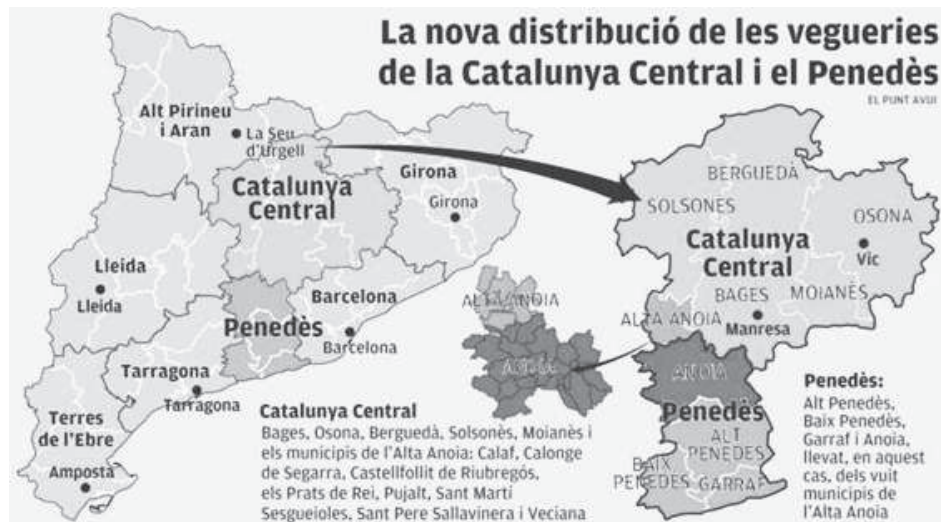 La nova distribució de les vegueries
de la Catalunya Central i el Penedès
EL PUNT AVUI
Alt Pirineu
i Aran
La Seu
d'Urgell
Catalunya
Central
Girona
Girona
Lleida
Lleida
Barcelona
Penedès
Barcelona
Tarragona
Tarragona
Terres
de l'Ebre
Amposta
ALTA ANOIA
ANOIA
BERGUEDÀ
SOLSONÈS
OSONA
Catalunya
Central
Vic
BAGES
MOIANÈS
ALTA ANOIA
Manresa
ANOIA
Penedès
ALT
PENEDÈS
BAIX
PENEDÈS
GARRAF
Catalunya Central
Bages, Osona, Berguedà, Solsonès, Moianès i
els municipis de l'Alta Anoia: Calaf, Calonge
de Segarra, Castellfollit de Riubregós,
els Prats de Rei, Pujalt, Sant Martí
Sesgueioles, Sant Pere Sallavinera i Veciana
Penedès:
Alt Penedès,
Baix Penedès,
Garraf i Anoia,
llevat, en aquest
cas, dels vuit
municipis de
l'Alta Anoia